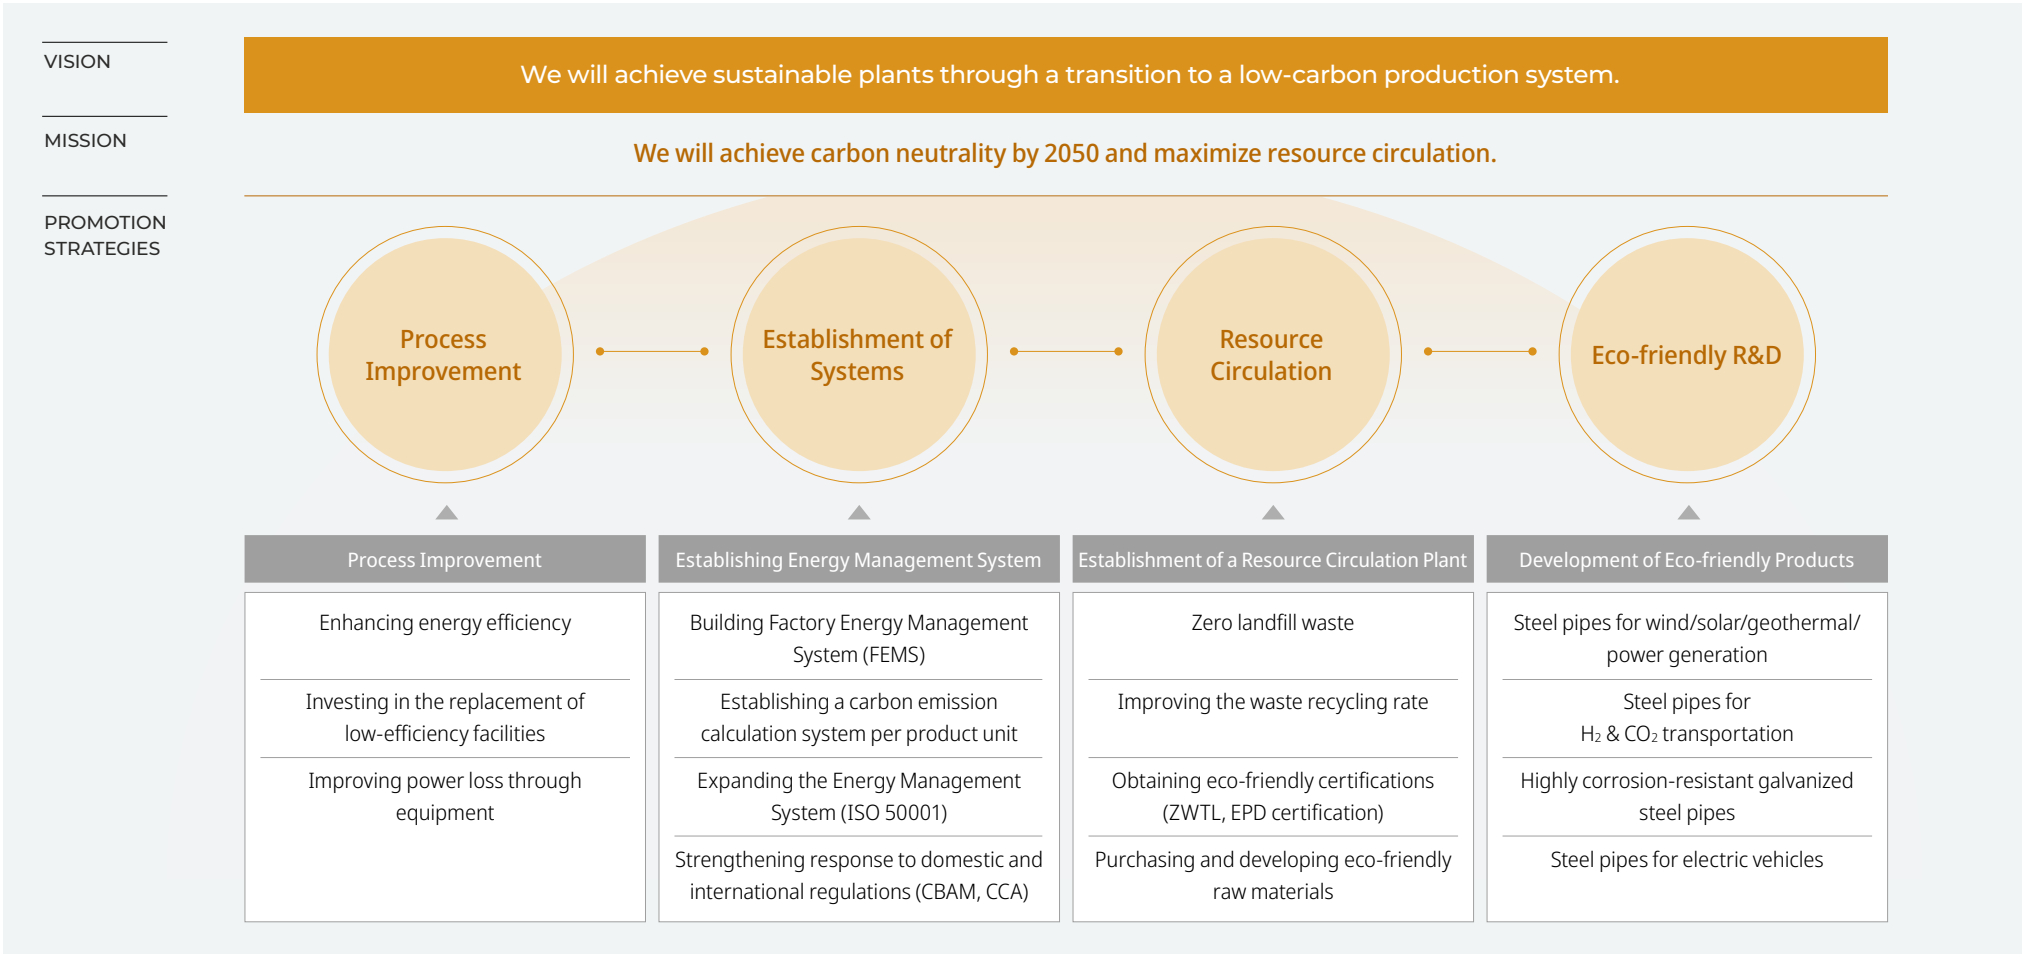 VISION
We will achieve sustainable plants through a transition to a low-carbon production system.
MISSION
We will achieve carbon neutrality by 2050 and maximize resource circulation.
PROMOTION
STRATEGIES
Process
Improvement
Establishment of
Systems
Resource
Circulation
Eco-friendly R&D
Process Improvement
Enhancing energy efficiency
Investing in the replacement of
low-efficiency facilities
Improving power loss through
equipment
Establishing Energy Management System
Building Factory Energy Management
System (FEMS)
Establishing a carbon emission
calculation system per product unit
Expanding the Energy Management
System (ISO 50001)
Strengthening response to domestic and
international regulations (CBAM, CCA)
Establishment of a Resource Circulation Plant
Zero landfill waste
Improving the waste recycling rate
Obtaining eco-friendly certifications
(ZWTL, EPD certification)
Purchasing and developing eco-friendly
raw materials
Development of Eco-friendly Products
Steel pipes for wind/solar/geothermal/
power generation
Steel pipes for
H₂ & CO₂ transportation
Highly corrosion-resistant galvanized
steel pipes
Steel pipes for electric vehicles